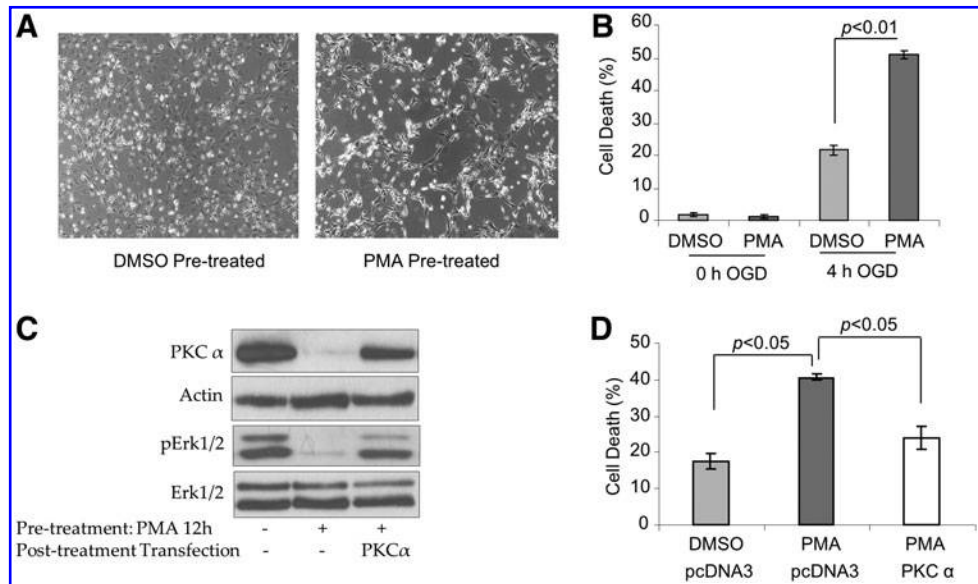 A
DMSO Pre-treated
PMA Pre-treated
B
Cell Death (%)
60
50
40
30
20
10
0
p<0.01
DMSO PMA DMSO PMA
0 h OGD 4 h OGD
C
PKC α
Actin
pErk1/2
Erk1/2
Pre-treatment: PMA 12h - + +
Post-treatment Transfection - - PKCα
D
Cell Death (%)
50
40
30
20
10
0
p<0.05
p<0.05
DMSO PMA PMA
pcDNA3 pcDNA3 PKC α